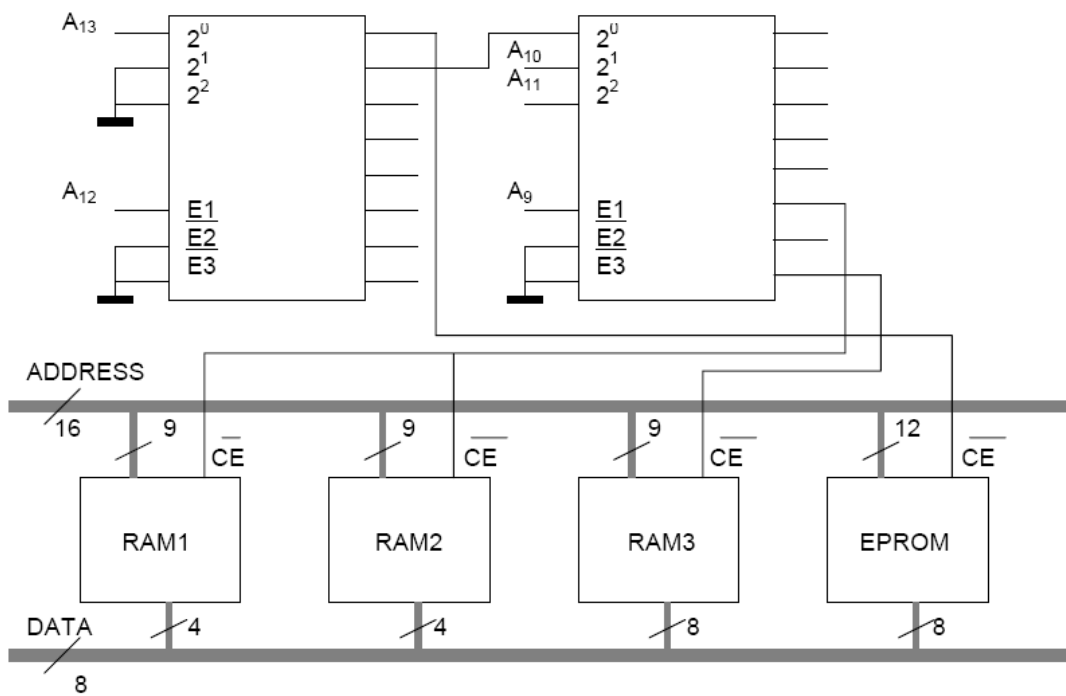 A13
2^0
2^1
2^2
A12
E1
E2
E3
A10
A11
2^0
2^1
2^2
A9
E1
E2
E3
ADDRESS
16
9
CE
9
CE
9
CE
12
CE
RAM1
RAM2
RAM3
EPROM
DATA
8
4
4
8
8